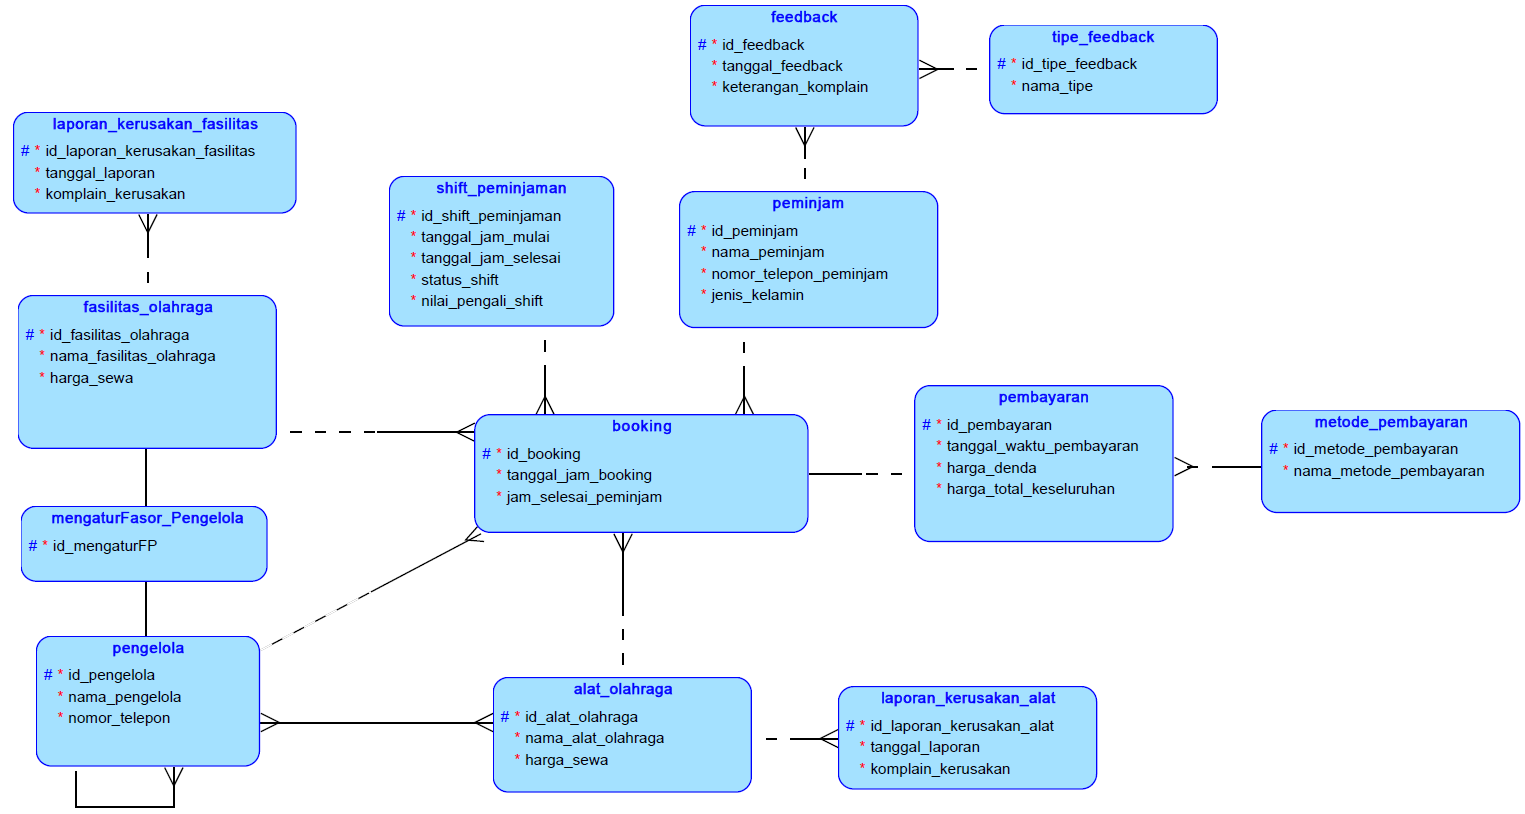 feedback
# * id_feedback
* tanggal_feedback
* keterangan_komplain
tipe_feedback
# * id_tipe_feedback
* nama_tipe
laporan_kerusakan_fasilitas
# * id_laporan_kerusakan_fasilitas
* tanggal_laporan
* komplain_kerusakan
shift_peminjaman
# * id_shift_peminjaman
* tanggal_jam_mulai
* tanggal_jam_selesai
* status_shift
* nilai_pengali_shift
peminjam
# * id_peminjam
* nama_peminjam
* nomor_telepon_peminjam
* jenis_kelamin
fasilitas_olahraga
# * id_fasilitas_olahraga
* nama_fasilitas_olahraga
* harga_sewa
booking
# * id_booking
* tanggal_jam_booking
* jam_selesai_peminjam
pembayaran
# * id_pembayaran
* tanggal_waktu_pembayaran
* harga_denda
* harga_total_keseluruhan
metode_pembayaran
# * id_metode_pembayaran
* nama_metode_pembayaran
mengaturFasor_Pengelola
# * id_mengaturFP
pengelola
# * id_pengelola
* nama_pengelola
* nomor_telepon
alat_olahraga
# * id_alat_olahraga
* nama_alat_olahraga
* harga_sewa
laporan_kerusakan_alat
# * id_laporan_kerusakan_alat
* tanggal_laporan
* komplain_kerusakan